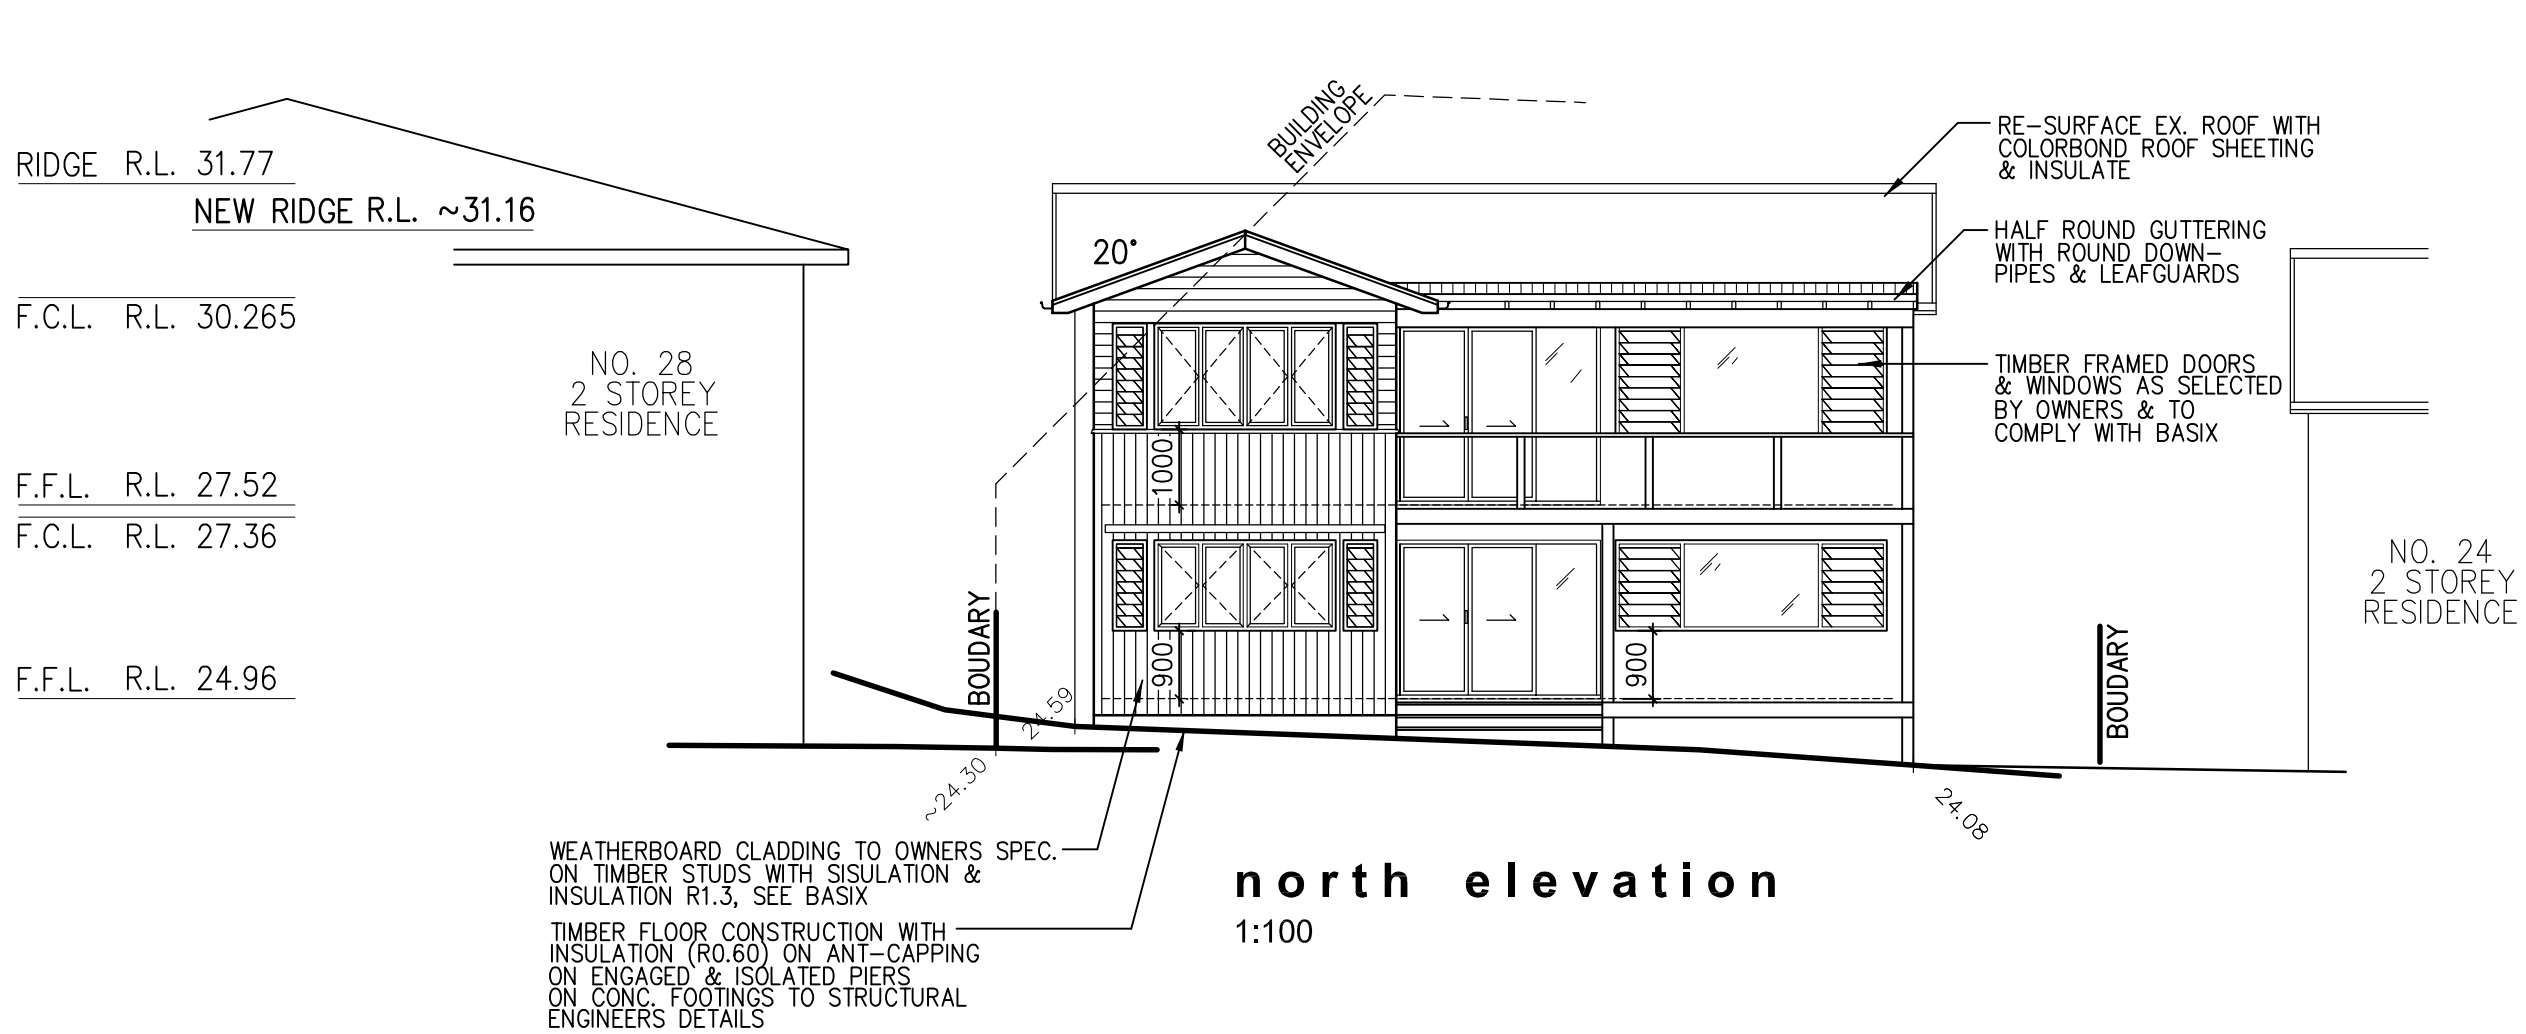 BUILDING
ENVELOPE
RE-SURFACE EX. ROOF WITH
COLORBOND ROOF SHEETING
& INSULATE
RIDGE R.L. 31.77
NEW RIDGE R.L. ~31.16
20°
HALF ROUND GUTTERING
WITH ROUND DOWN-
PIPES & LEAFGUARDS
F.C.L. R.L. 30.265
NO. 28
2 STOREY
RESIDENCE
TIMBER FRAMED DOORS
& WINDOWS AS SELECTED
BY OWNERS & TO
COMPLY WITH BASIX
F.F.L. R.L. 27.52
F.C.L. R.L. 27.36
1000
NO. 24
2 STOREY
RESIDENCE
BOUDARY
900
900
BOUDARY
F.F.L. R.L. 24.96
24.59
~24.30
24.08
WEATHERBOARD CLADDING TO OWNERS SPEC.
ON TIMBER STUDS WITH SISULATION &
INSULATION R1.3, SEE BASIX
TIMBER FLOOR CONSTRUCTION WITH
INSULATION (R0.60) ON ANT-CAPPING
ON ENGAGED & ISOLATED PIERS
ON CONC. FOOTINGS TO STRUCTURAL
ENGINEERS DETAILS
north elevation
1:100